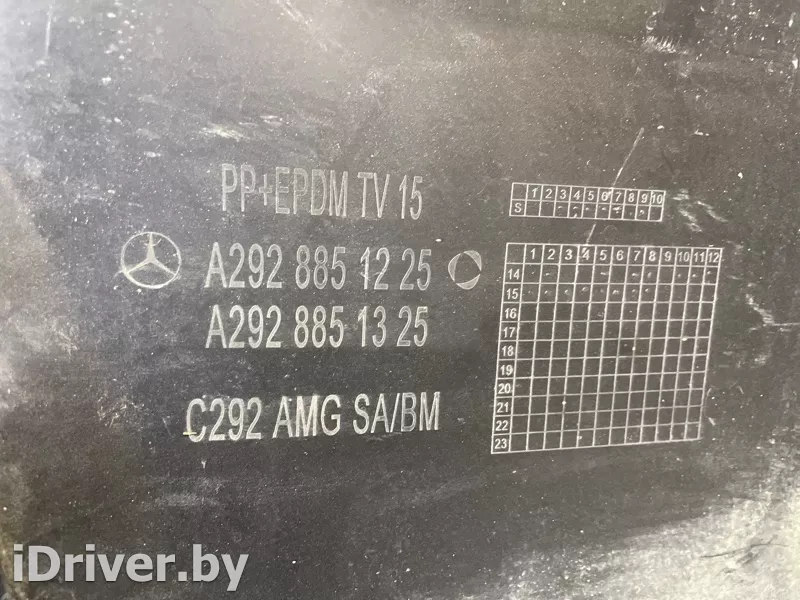 PP+EPDM TV 15
A292 885 12 25
A292 885 13 25
C292 AMG SA/BM
1 2 3 4 5 6 7 8 9 10
S
1 2 3 4 5 6 7 8 9 10 11 12
14
15
16
17
18
19
20
21
22
23
iDriver.by